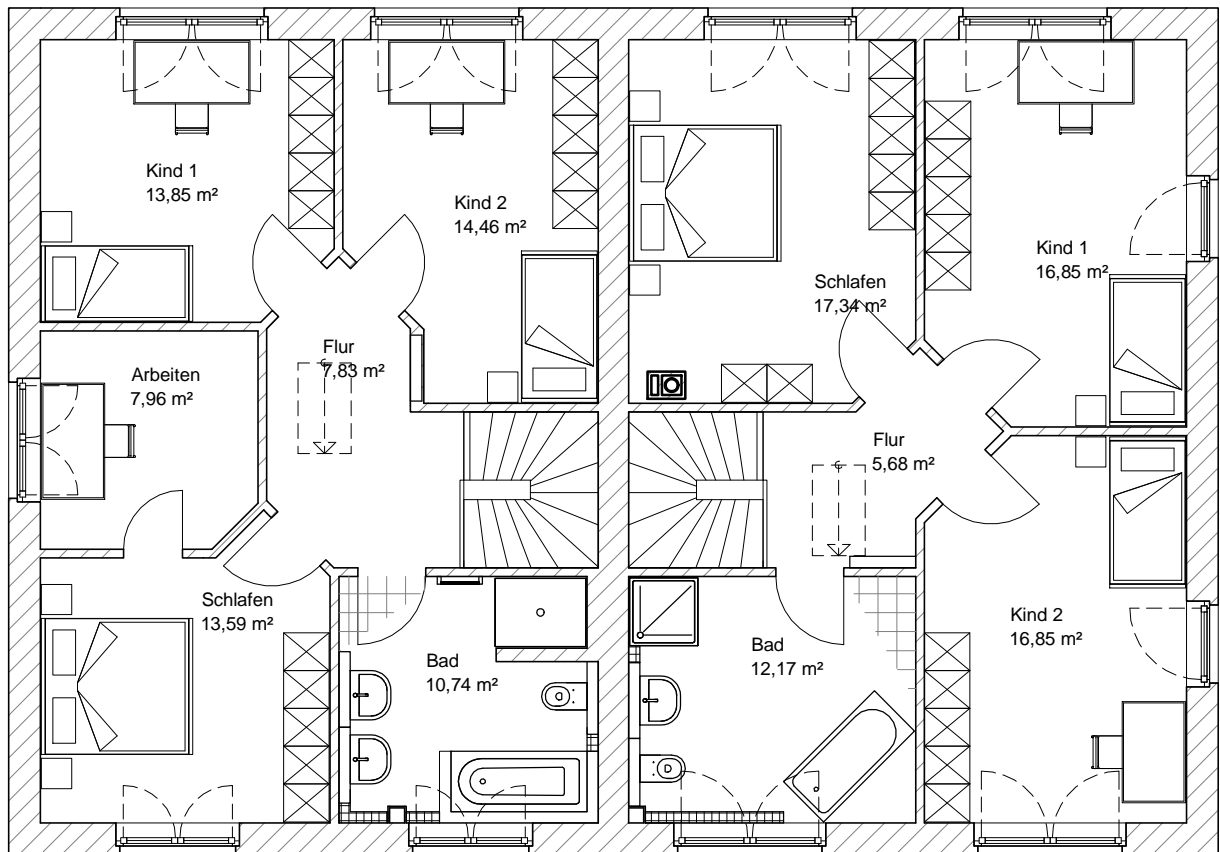 Kind 1
13,85 m²
Kind 2
14,46 m²
Schlafen
17,34 m²
Kind 1
16,85 m²
Flur
7,83 m²
Arbeiten
7,96 m²
Flur
5,68 m²
Schlafen
13,59 m²
Bad
10,74 m²
Bad
12,17 m²
Kind 2
16,85 m²